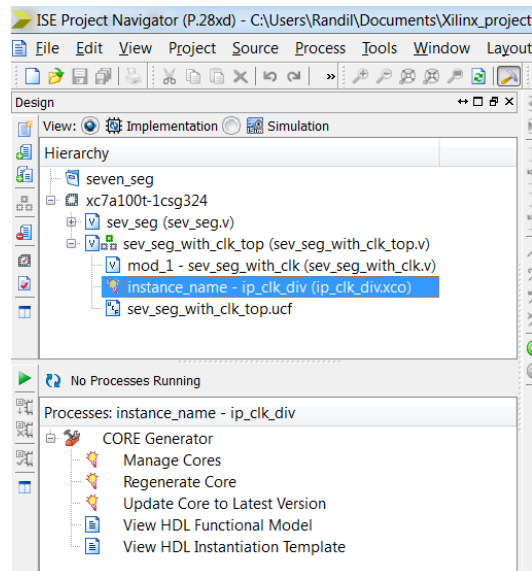 ISE Project Navigator (P.28xd) - C:\Users\Randil\Documents\Xilinx_project
File Edit View Project Source Process Tools Window Layout
»
Design
View: Implementation Simulation
Hierarchy
seven_seg
xc7a100t-1csg324
sev_seg (sev_seg.v)
sev_seg_with_clk_top (sev_seg_with_clk_top.v)
mod_1 - sev_seg_with_clk (sev_seg_with_clk.v)
instance_name - ip_clk_div (ip_clk_div.xco)
sev_seg_with_clk_top.ucf
No Processes Running
Processes: instance_name - ip_clk_div
CORE Generator
Manage Cores
Regenerate Core
Update Core to Latest Version
View HDL Functional Model
View HDL Instantiation Template